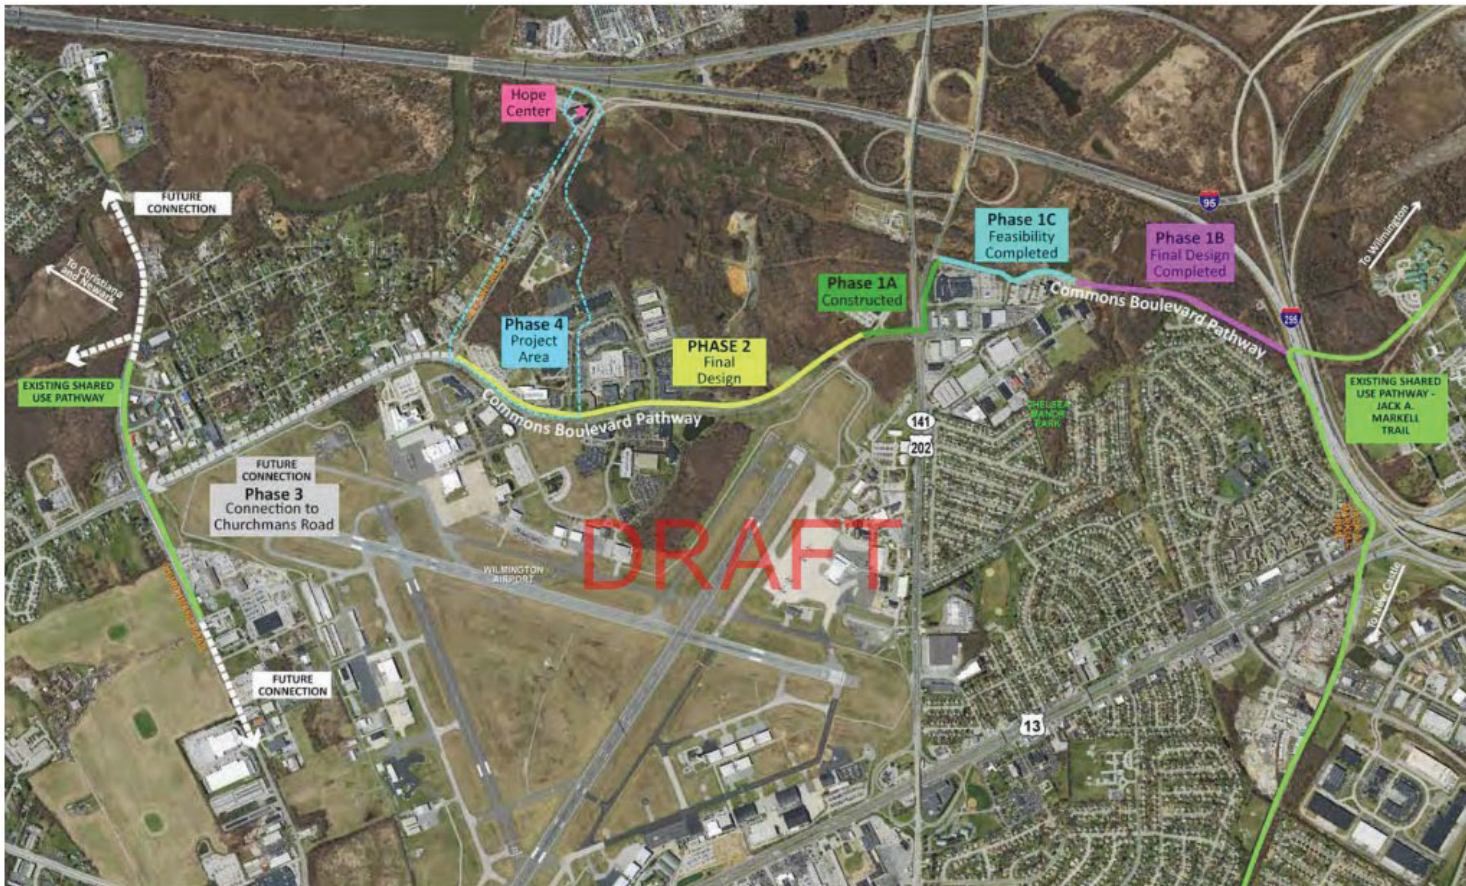 Hope
Center
FUTURE
CONNECTION
To Christiana
and Newark
95
Phase 1C
Feasibility
Completed
Phase 1B
Final Design
Completed
To Wilmington
Phase 1A
Constructed
Commons Boulevard Pathway
295
Phase 4
Project
Area
PHASE 2
Final
Design
EXISTING SHARED
USE PATHWAY
Commons Boulevard Pathway
EXISTING SHARED
USE PATHWAY -
JACK A.
MARKELL
TRAIL
CHELSEA
MANOR
PARK
141
202
FUTURE
CONNECTION
Phase 3
Connection to
Churchmans Road
DRAFT
WILMINGTON
AIRPORT
To New Castle
FUTURE
CONNECTION
13